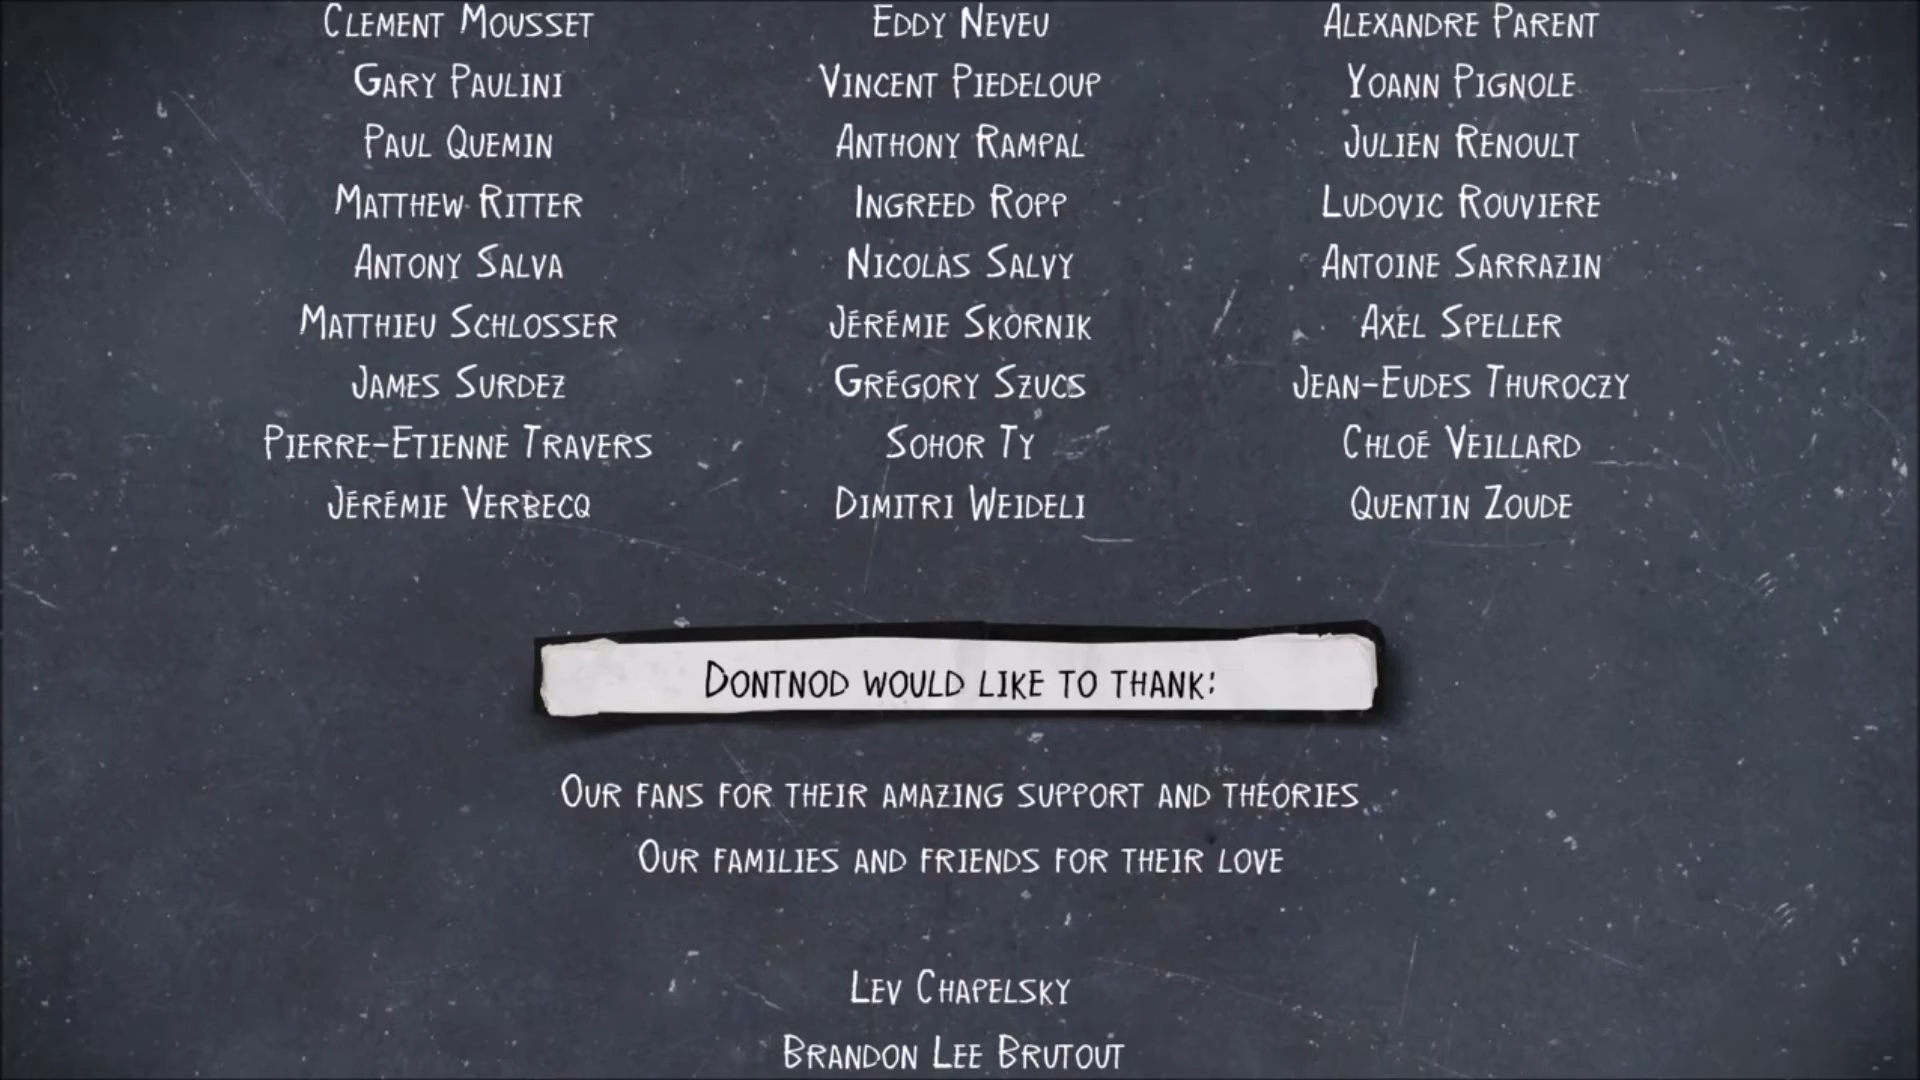 Clement Mousset Eddy Neveu Alexandre Parent
Gary Paulini Vincent Piedeloup Yoann Pignole
Paul Quemin Anthony Rampal Julien Renoult
Matthew Ritter Ingreed Ropp Ludovic Rouviere
Antony Salva Nicolas Salvy Antoine Sarrazin
Matthieu Schlosser Jérémie Skornik Axel Speller
James Surdez Grégory Szucs Jean-Eudes Thuroczy
Pierre-Etienne Travers Sohor Ty Chloé Veillard
Jérémie Verbecq Dimitri Weideli Quentin Zoude
Dontnod would like to thank:
Our fans for their amazing support and theories
Our families and friends for their love
Lev Chapelsky
Brandon Lee Brutout